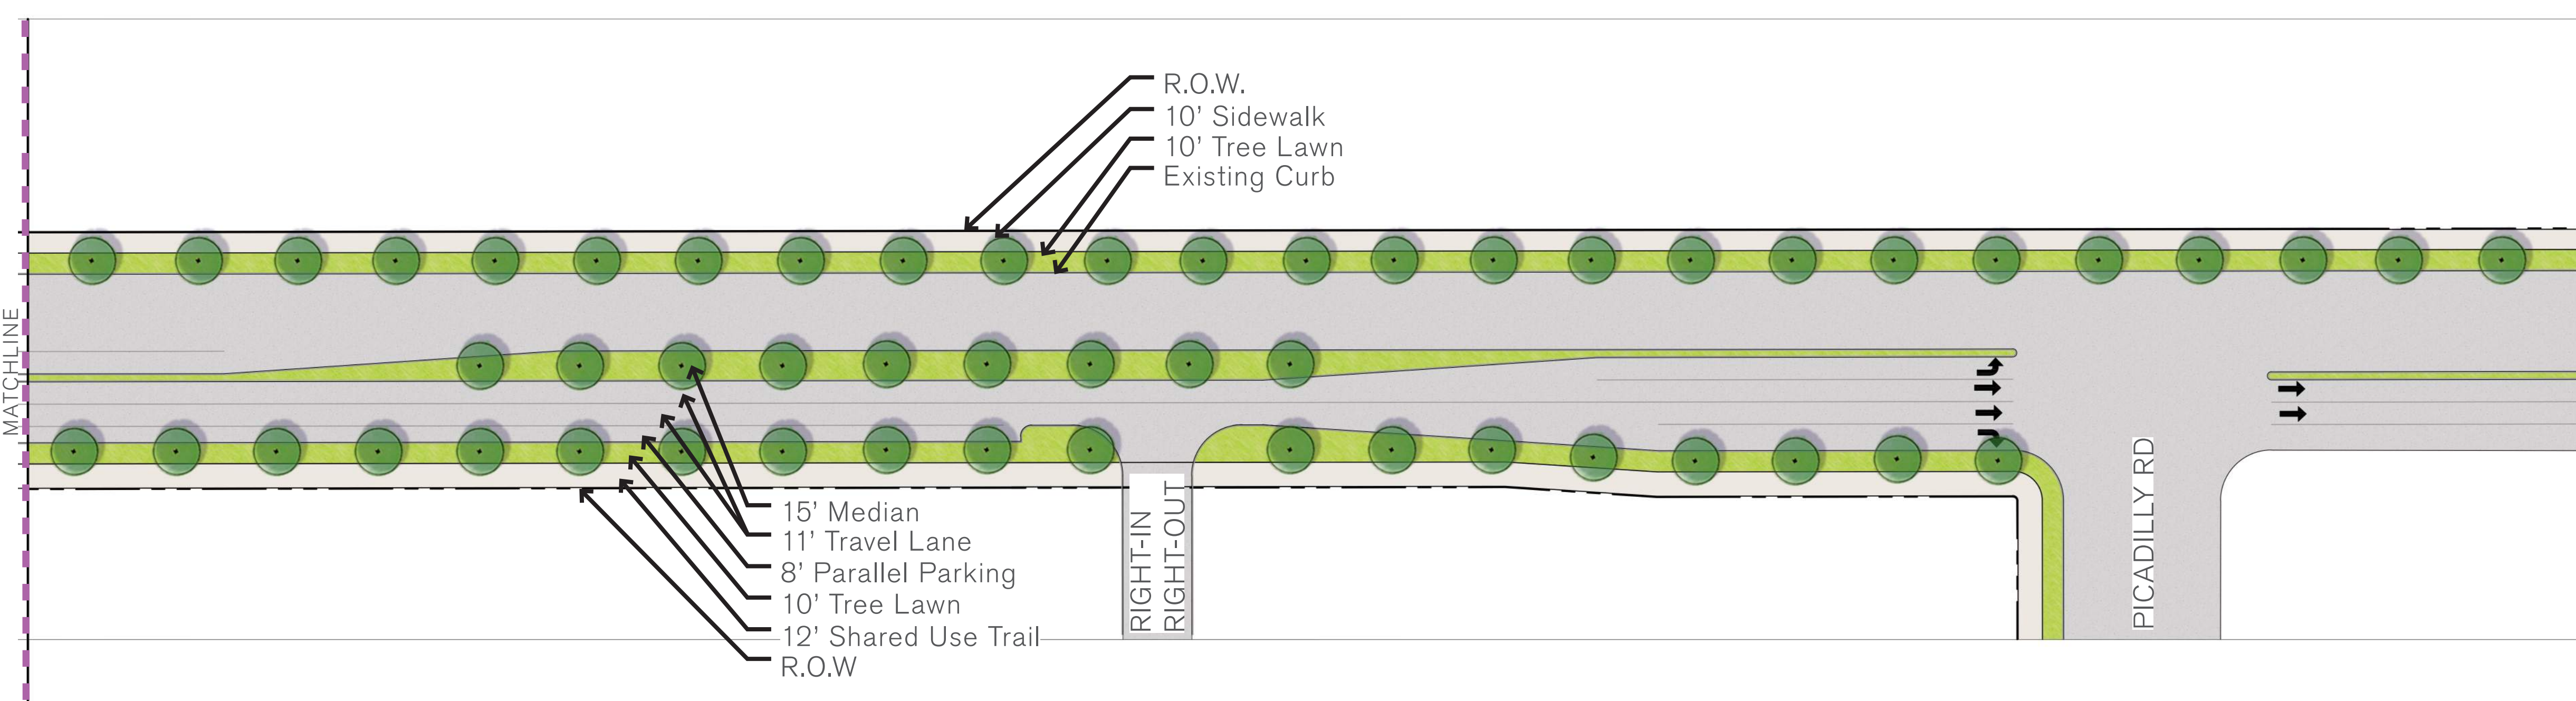 R.O.W.
10’ Sidewalk
10’ Tree Lawn
Existing Curb
MATCHLINE
15’ Median
11’ Travel Lane
8’ Parallel Parking
10’ Tree Lawn
12’ Shared Use Trail
R.O.W
RIGHT-IN
RIGHT-OUT
PICADILLY RD